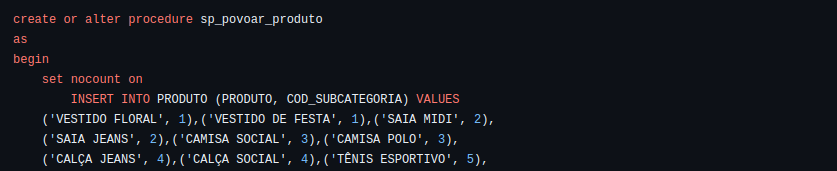 create or alter procedure sp_povoar_produto
as
begin
set nocount on
INSERT INTO PRODUTO (PRODUTO, COD_SUBCATEGORIA) VALUES
('VESTIDO FLORAL', 1),('VESTIDO DE FESTA', 1),('SAIA MIDI', 2),
('SAIA JEANS', 2),('CAMISA SOCIAL', 3),('CAMISA POLO', 3),
('CALÇA JEANS', 4),('CALÇA SOCIAL', 4),('TÊNIS ESPORTIVO', 5),